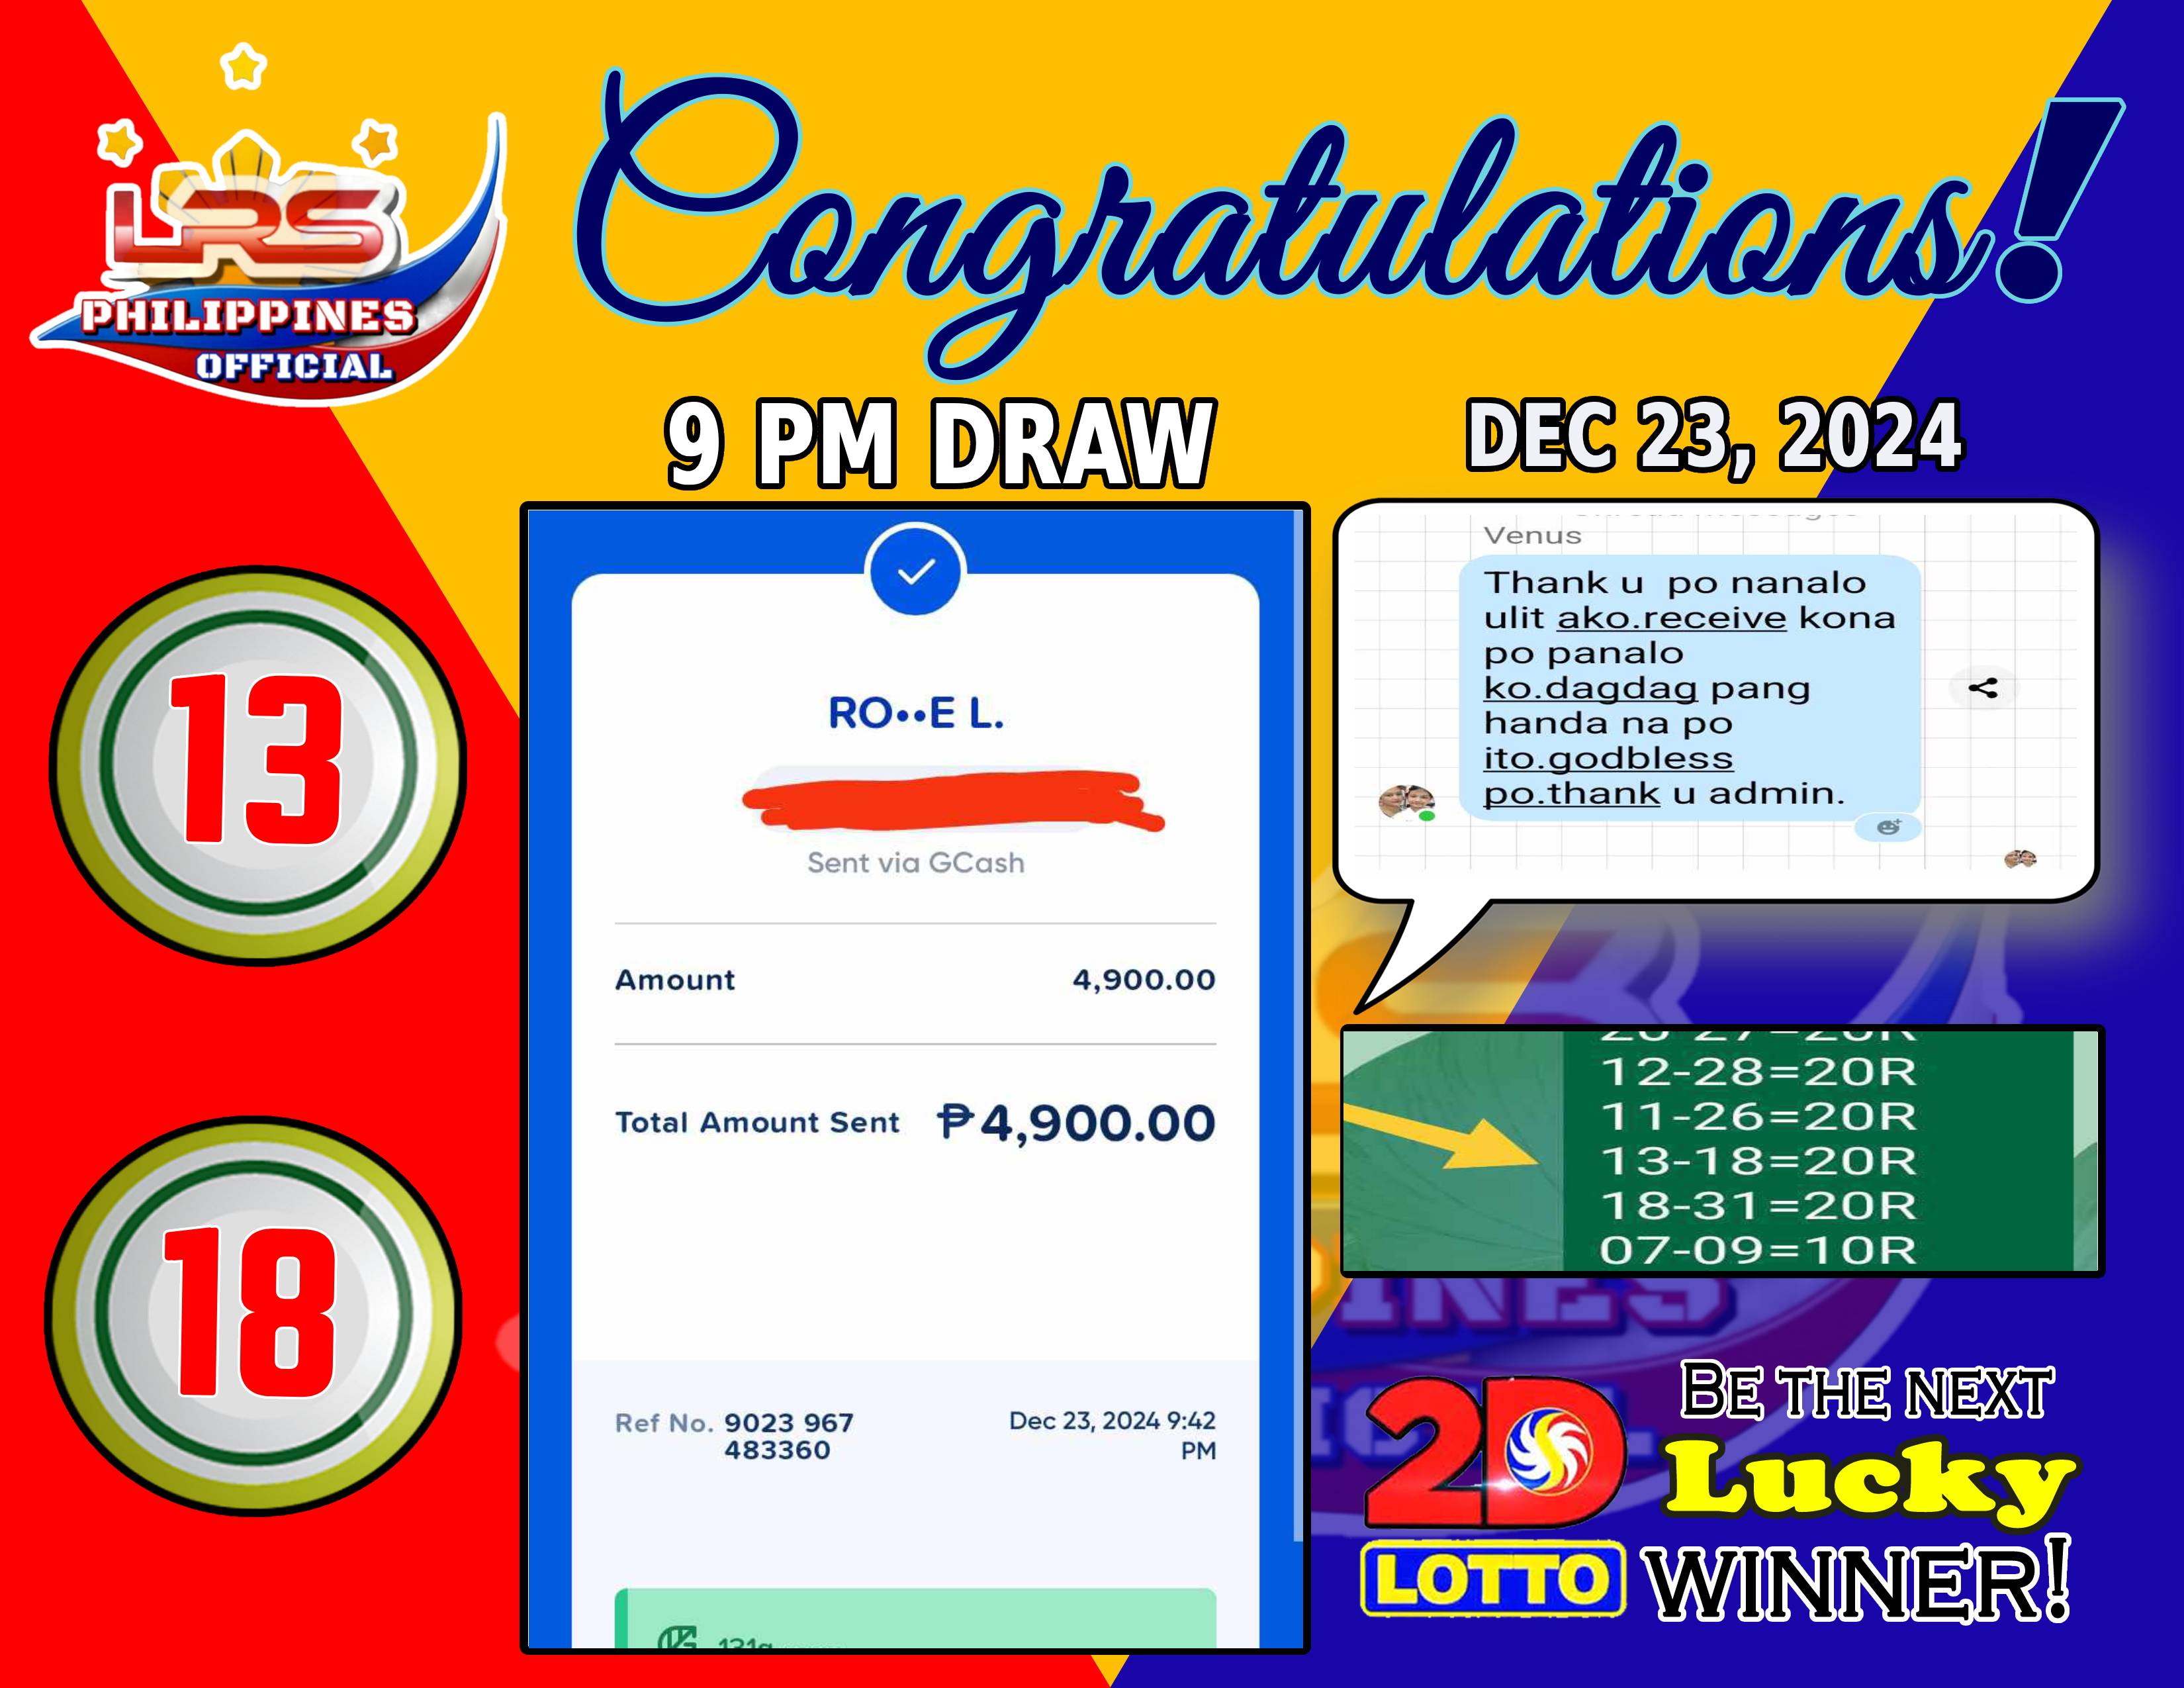 LRS
PHILIPPINES
OFFICIAL
Congratulations!
9 PM DRAW
DEC 23, 2024
13
18
RO••E L.
Sent via GCash
Amount 4,900.00
Total Amount Sent ₱4,900.00
Ref No. 9023 967
483360
Dec 23, 2024 9:42
PM
Venus
Thank u po nanalo
ulit ako.receive kona
po panalo
ko.dagdag pang
handa na po
ito.godbless
po.thank u admin.
12-28=20R
11-26=20R
13-18=20R
18-31=20R
07-09=10R
2D
LOTTO
BE THE NEXT
Lucky
WINNER!